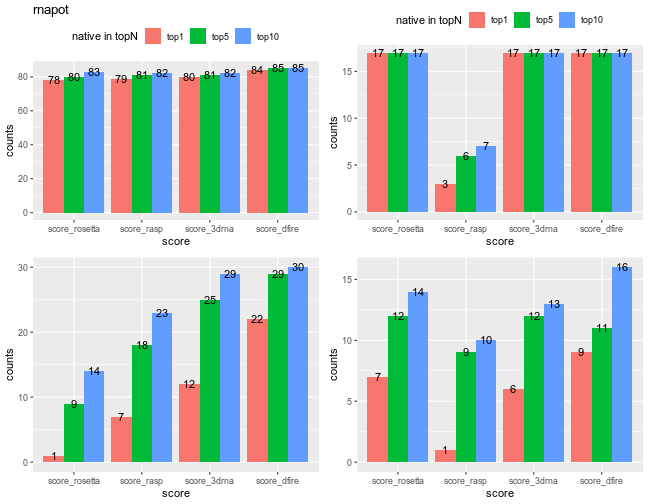 rnapot
native in topN top1 top5 top10
counts
80
60
40
20
0
78 80 83 79 81 82 80 81 82 84 85 85
score_rosetta score_rasp score_3drna score_dfire
score
native in topN top1 top5 top10
counts
15
10
5
0
17 17 17 3 6 7 17 17 17 17 17 17
score_rosetta score_rasp score_3drna score_dfire
score
counts
30
20
10
0
1 9 14 7 18 23 12 25 29 22 29 30
score_rosetta score_rasp score_3drna score_dfire
score
counts
15
10
5
0
7 12 14 1 9 10 6 12 13 9 11 16
score_rosetta score_rasp score_3drna score_dfire
score